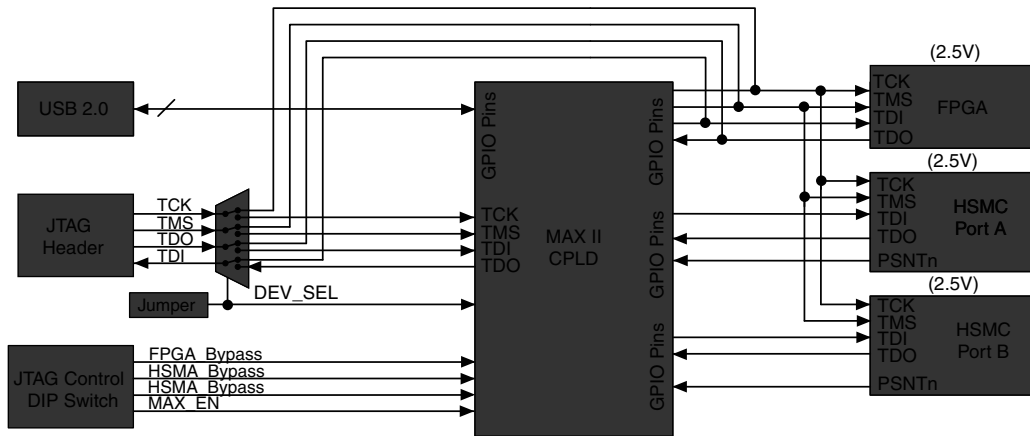 (2.5V)
USB 2.0
GPIO Pins
GPIO Pins
TCK
TMS
TDI
TDO
FPGA
JTAG
Header
TCK
TMS
TDO
TDI
TCK
TMS
TDI
TDO
MAX II
CPLD
GPIO Pins
(2.5V)
TCK
TMS
TDI
TDO
PSNTn
HSMC
Port A
Jumper
DEV_SEL
(2.5V)
GPIO Pins
TCK
TMS
TDI
TDO
PSNTn
HSMC
Port B
JTAG Control
DIP Switch
FPGA_Bypass
HSMA_Bypass
HSMA_Bypass
MAX_EN